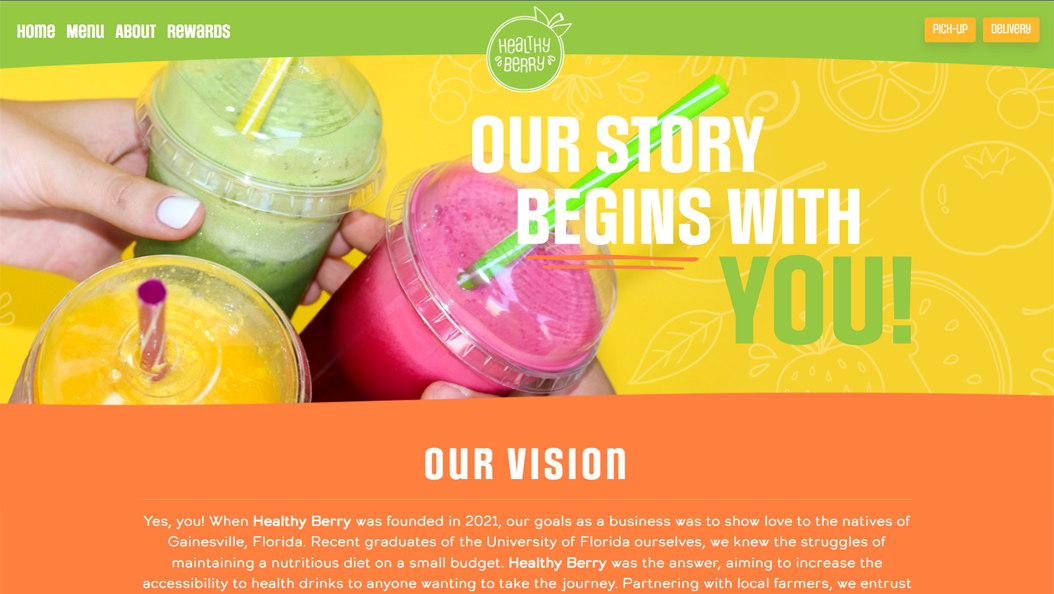 Home Menu ABOUT Rewards
HEALTHY
BERRY
PICK-UP DELIVERY
OUR STORY
BEGINS WITH
YOU!
OUR VISION
Yes, you! When Healthy Berry was founded in 2021, our goals as a business was to show love to the natives of
Gainesville, Florida. Recent graduates of the University of Florida ourselves, we knew the struggles of
maintaining a nutritious diet on a small budget. Healthy Berry was the answer, aiming to increase the
accessibility to health drinks to anyone wanting to take the journey. Partnering with local farmers, we entrust